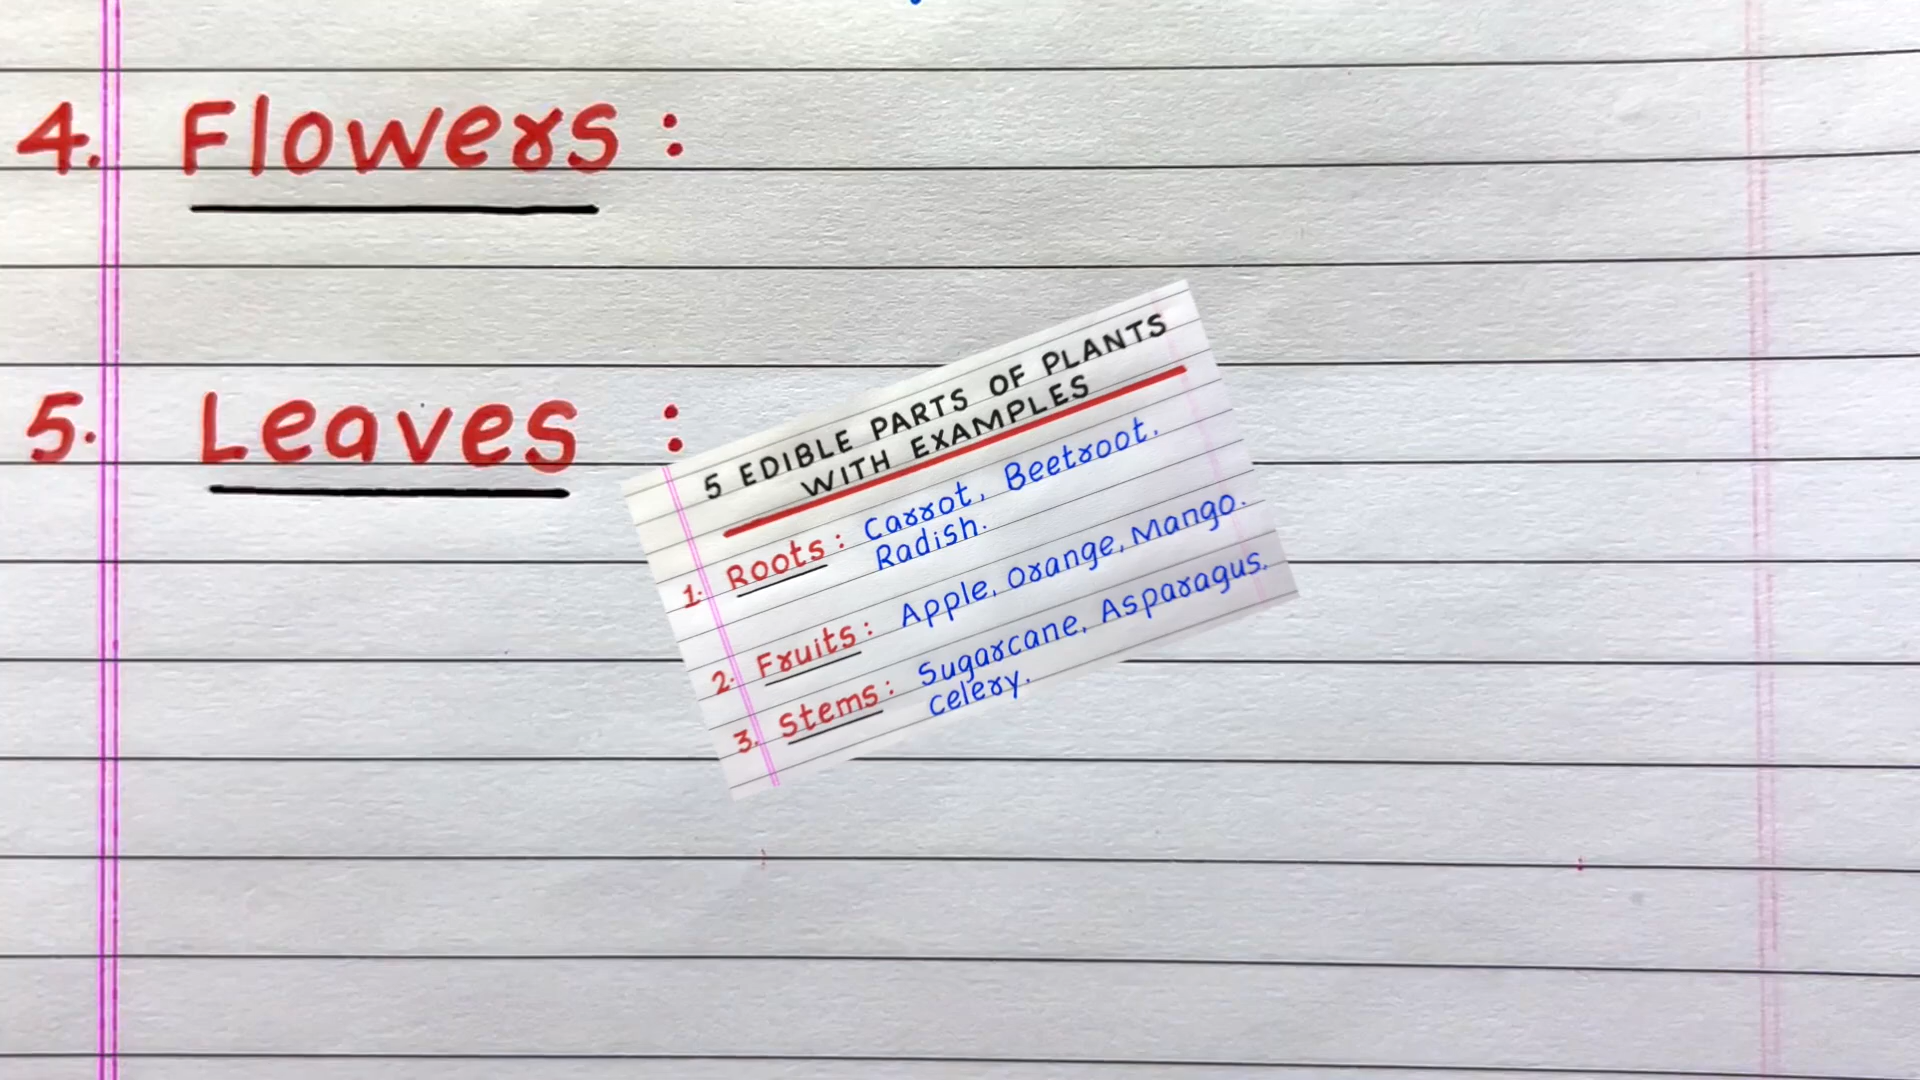 4. Flowers :
5. Leaves :
5 EDIBLE PARTS OF PLANTS
WITH EXAMPLES
1. Roots : Carrot, Beetroot.
Radish.
2. Fruits : Apple, Orange, Mango.
3. Stems : Sugarcane, Asparagus.
celery.